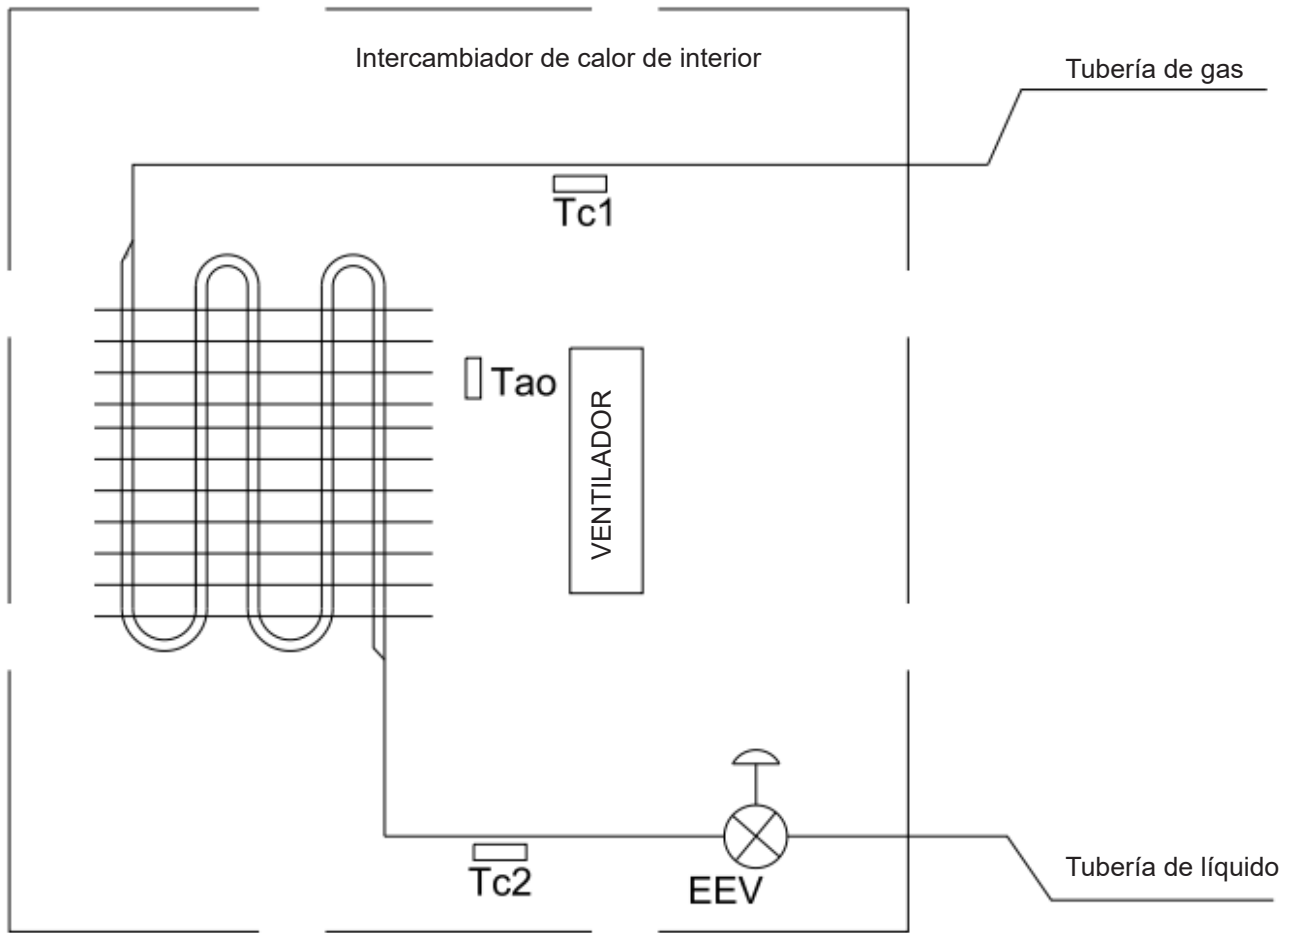 Intercambiador de calor de interior
Tubería de gas
Tc1
Tao
VENTILADOR
Tc2
EEV
Tubería de líquido